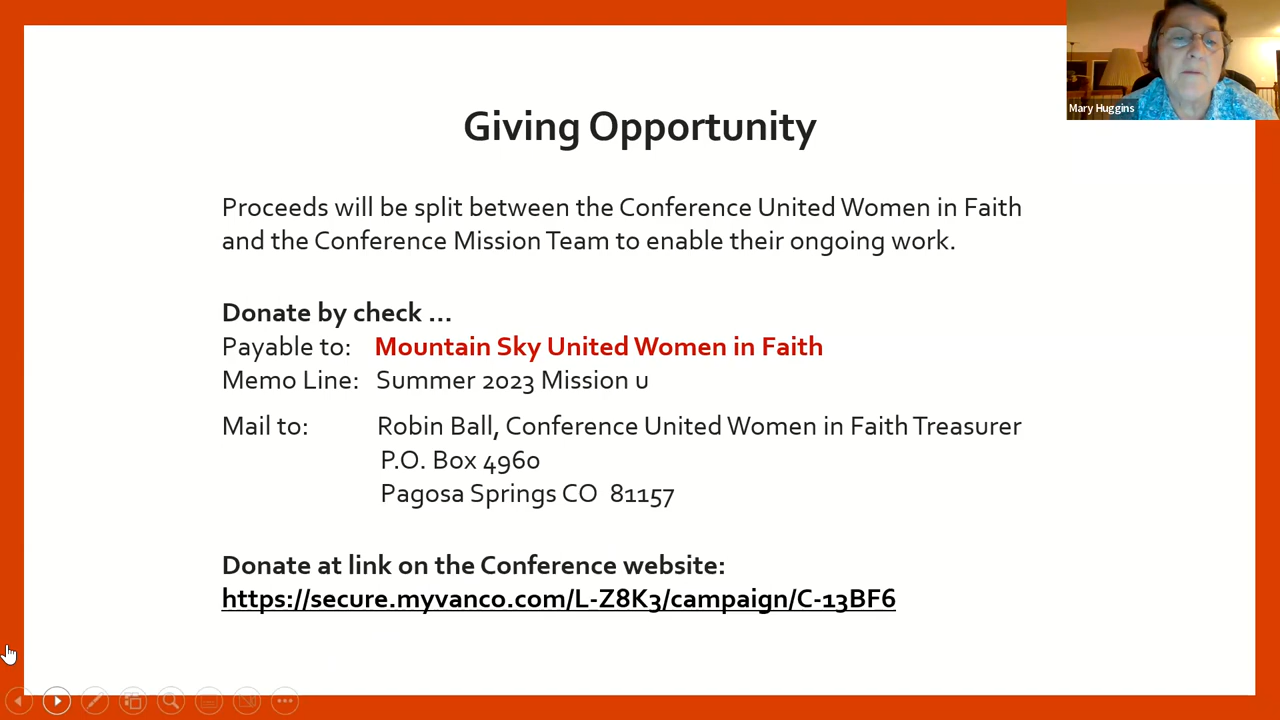 Giving Opportunity
Mary Huggins
Proceeds will be split between the Conference United Women in Faith
and the Conference Mission Team to enable their ongoing work.
Donate by check ...
Payable to: Mountain Sky United Women in Faith
Memo Line: Summer 2023 Mission u
Mail to: Robin Ball, Conference United Women in Faith Treasurer
P.O. Box 4960
Pagosa Springs CO 81157
Donate at link on the Conference website:
https://secure.myvanco.com/L-Z8K3/campaign/C-13BF6